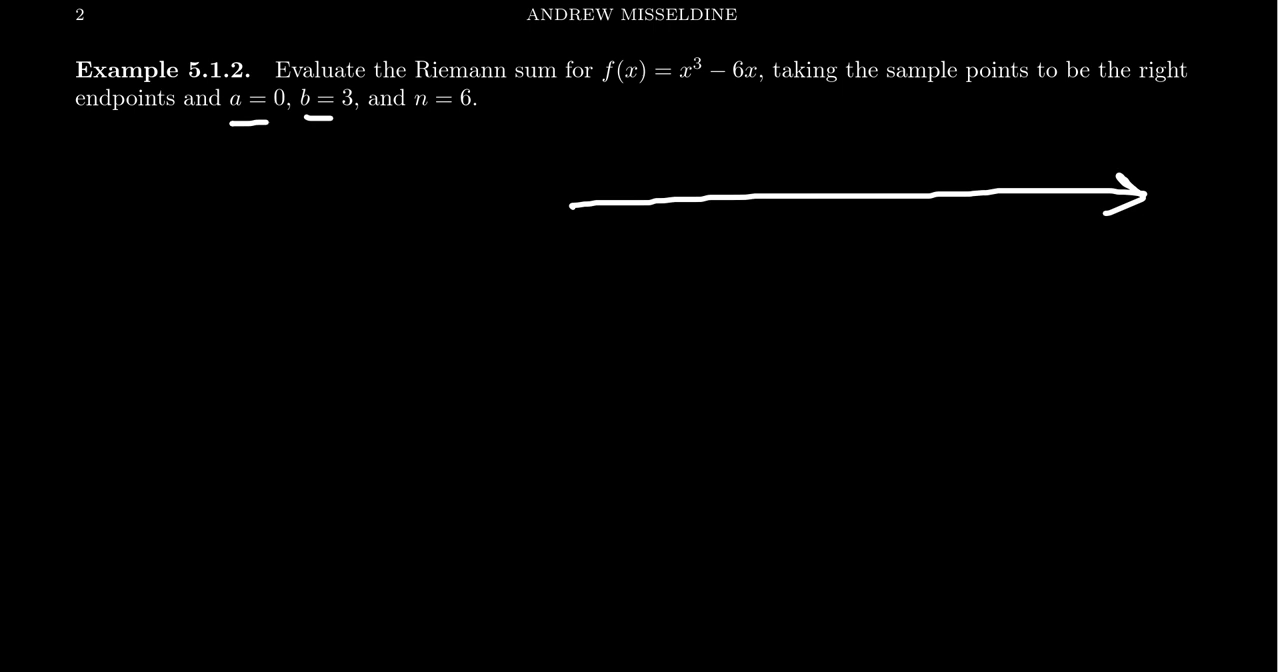 2
ANDREW MISSELDINE
Example 5.1.2. Evaluate the Riemann sum for f(x) = x³ − 6x, taking the sample points to be the right
endpoints and a = 0, b = 3, and n = 6.